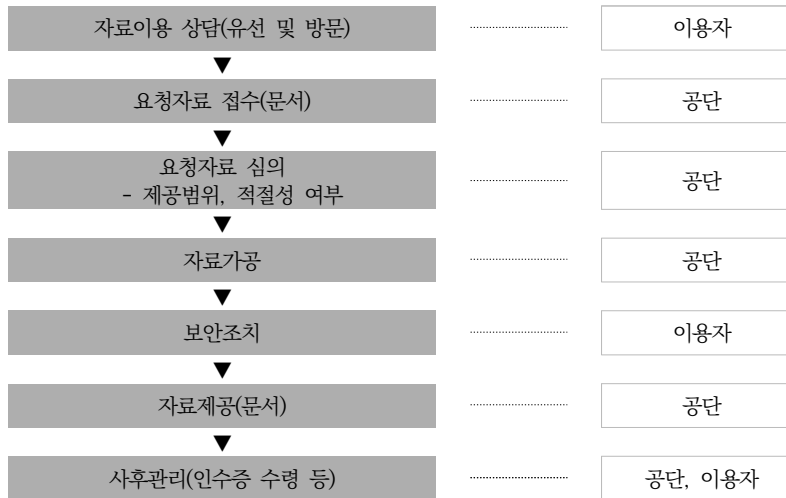 자료이용 상담(유선 및 방문)
이용자
▼
요청자료 접수(문서)
공단
▼
요청자료 심의
- 제공범위, 적절성 여부
공단
▼
자료가공
공단
▼
보안조치
이용자
▼
자료제공(문서)
공단
▼
사후관리(인수증 수령 등)
공단, 이용자